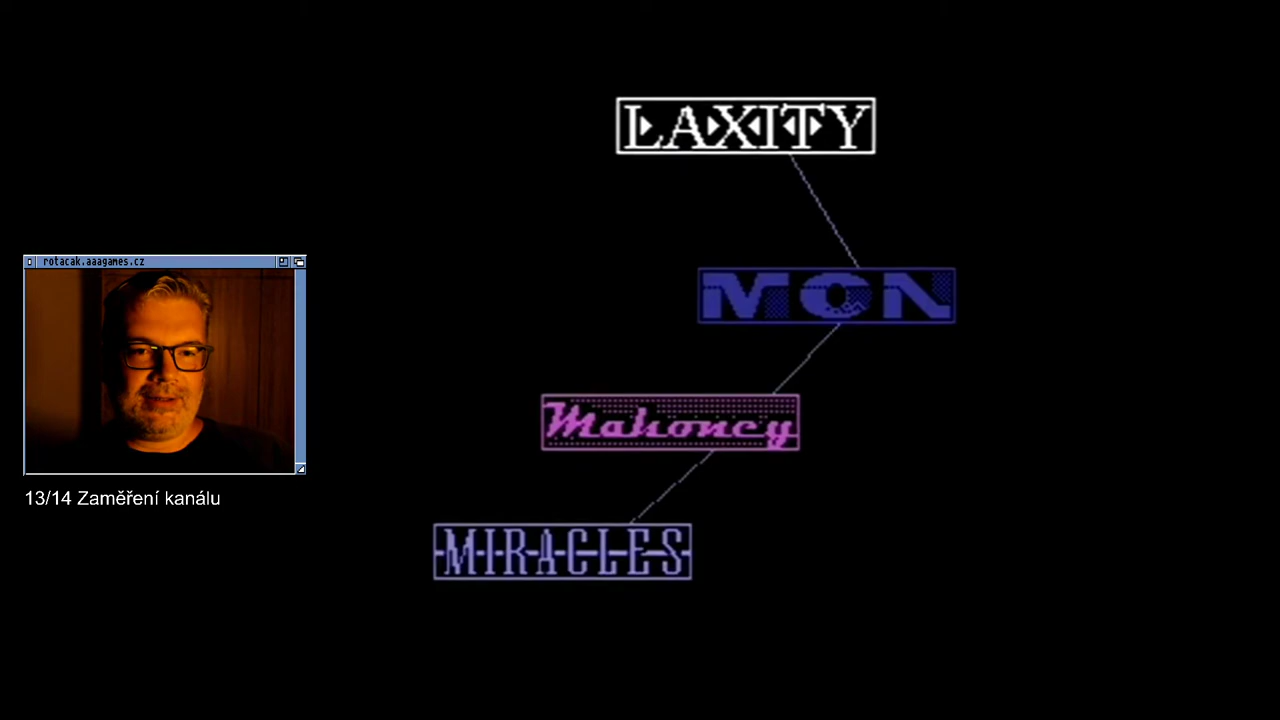 LAXITY
MON
Mahoney
MIRACLES
rotacak.aaagames.cz
13/14 Zaměření kanálu